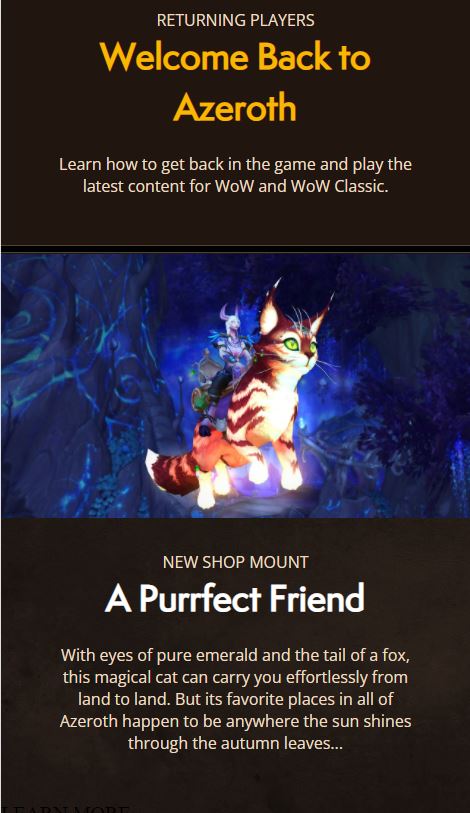 RETURNING PLAYERS
Welcome Back to
Azeroth
Learn how to get back in the game and play the
latest content for WoW and WoW Classic.
NEW SHOP MOUNT
A Purrfect Friend
With eyes of pure emerald and the tail of a fox,
this magical cat can carry you effortlessly from
land to land. But its favorite places in all of
Azeroth happen to be anywhere the sun shines
through the autumn leaves...
LEARN MORE